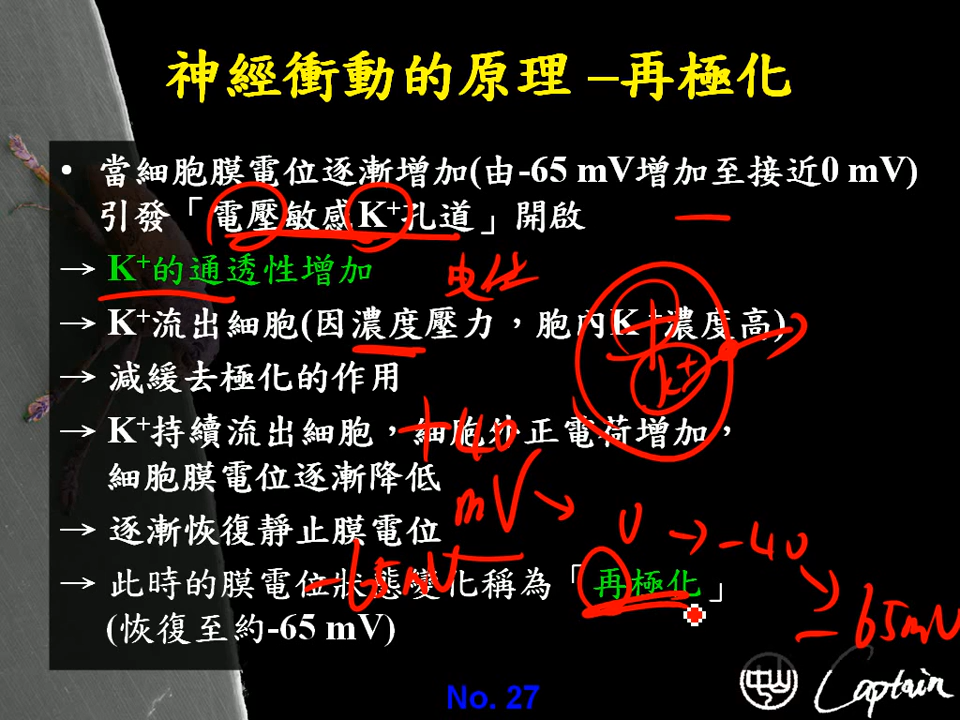 神經衝動的原理 –再極化
• 當細胞膜電位逐漸增加(由-65 mV增加至接近0 mV)
引發「電壓敏感K⁺孔道」開啟
→ K⁺的通透性增加
电位
→ K⁺流出細胞(因濃度壓力，胞內K⁺濃度高)
+
K+
→ 減緩去極化的作用
→ K⁺持續流出細胞，細胞外正電荷增加，
+40
細胞膜電位逐漸降低
mV → 0 → -40 → -65mV
→ 逐漸恢復靜止膜電位
-65mV
→ 此時的膜電位狀態變化稱為「再極化」
(恢復至約-65 mV)
No. 27
Captain